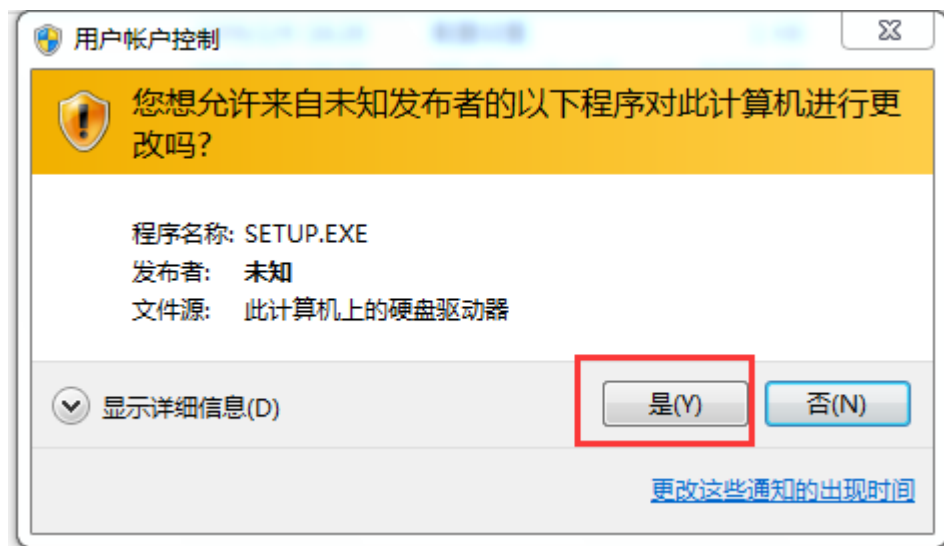 用户帐户控制
您想允许来自未知发布者的以下程序对此计算机进行更
改吗?
程序名称: SETUP.EXE
发布者: 未知
文件源: 此计算机上的硬盘驱动器
显示详细信息(D) 是(Y) 否(N)
更改这些通知的出现时间